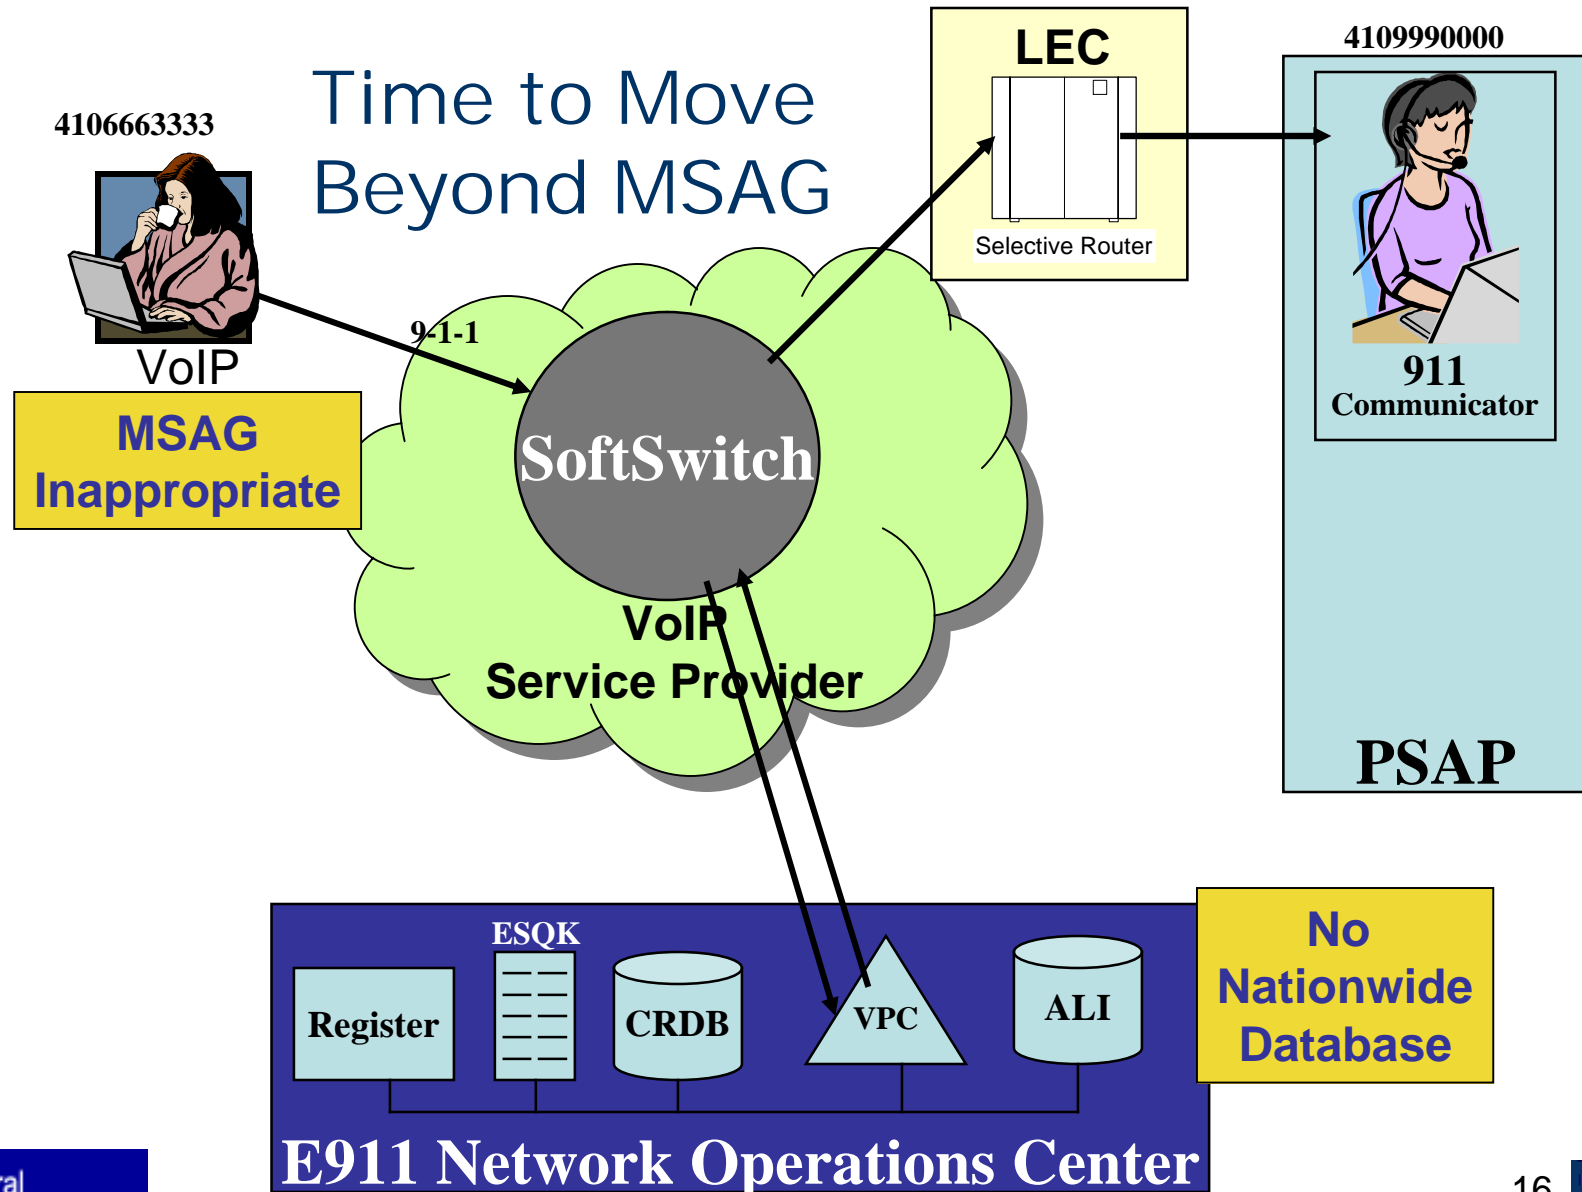 Time to Move
Beyond MSAG
4106663333
VoIP
MSAG
Inappropriate
9-1-1
SoftSwitch
VoIP
Service Provider
LEC
Selective Router
4109990000
911
Communicator
PSAP
ESQK
Register
CRDB
VPC
ALI
E911 Network Operations Center
No
Nationwide
Database
16